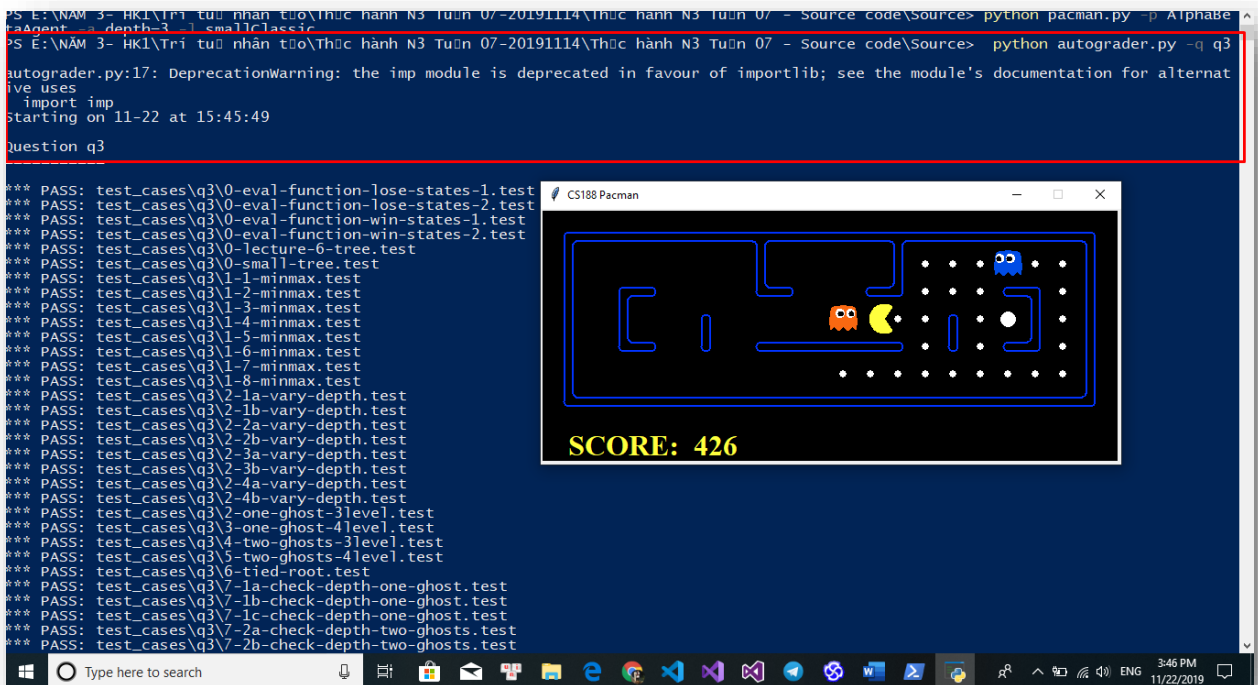 PS E:\NĂM 3- HK1\Trí tu▯ nhân t▯o\Th▯c hành N3 Tu▯n 07-20191114\Th▯c hành N3 Tu▯n 07 - Source code\Source> python pacman.py -p AlphaBe
taAgent -a depth=3 -l smallClassic
PS E:\NĂM 3- HK1\Trí tu▯ nhân t▯o\Th▯c hành N3 Tu▯n 07-20191114\Th▯c hành N3 Tu▯n 07 - Source code\Source>  python autograder.py -q q3
autograder.py:17: DeprecationWarning: the imp module is deprecated in favour of importlib; see the module's documentation for alternat
ive uses
  import imp
Starting on 11-22 at 15:45:49
Question q3
===========
*** PASS: test_cases\q3\0-eval-function-lose-states-1.test
*** PASS: test_cases\q3\0-eval-function-lose-states-2.test
*** PASS: test_cases\q3\0-eval-function-win-states-1.test
*** PASS: test_cases\q3\0-eval-function-win-states-2.test
*** PASS: test_cases\q3\0-lecture-6-tree.test
*** PASS: test_cases\q3\0-small-tree.test
*** PASS: test_cases\q3\1-1-minmax.test
*** PASS: test_cases\q3\1-2-minmax.test
*** PASS: test_cases\q3\1-3-minmax.test
*** PASS: test_cases\q3\1-4-minmax.test
*** PASS: test_cases\q3\1-5-minmax.test
*** PASS: test_cases\q3\1-6-minmax.test
*** PASS: test_cases\q3\1-7-minmax.test
*** PASS: test_cases\q3\1-8-minmax.test
*** PASS: test_cases\q3\2-1a-vary-depth.test
*** PASS: test_cases\q3\2-1b-vary-depth.test
*** PASS: test_cases\q3\2-2a-vary-depth.test
*** PASS: test_cases\q3\2-2b-vary-depth.test
*** PASS: test_cases\q3\2-3a-vary-depth.test
*** PASS: test_cases\q3\2-3b-vary-depth.test
*** PASS: test_cases\q3\2-4a-vary-depth.test
*** PASS: test_cases\q3\2-4b-vary-depth.test
*** PASS: test_cases\q3\2-one-ghost-3level.test
*** PASS: test_cases\q3\3-one-ghost-4level.test
*** PASS: test_cases\q3\4-two-ghosts-3level.test
*** PASS: test_cases\q3\5-two-ghosts-4level.test
*** PASS: test_cases\q3\6-tied-root.test
*** PASS: test_cases\q3\7-1a-check-depth-one-ghost.test
*** PASS: test_cases\q3\7-1b-check-depth-one-ghost.test
*** PASS: test_cases\q3\7-1c-check-depth-one-ghost.test
*** PASS: test_cases\q3\7-2a-check-depth-two-ghosts.test
*** PASS: test_cases\q3\7-2b-check-depth-two-ghosts.test
CS188 Pacman
SCORE: 426
Type here to search
ENG
3:46 PM
11/22/2019